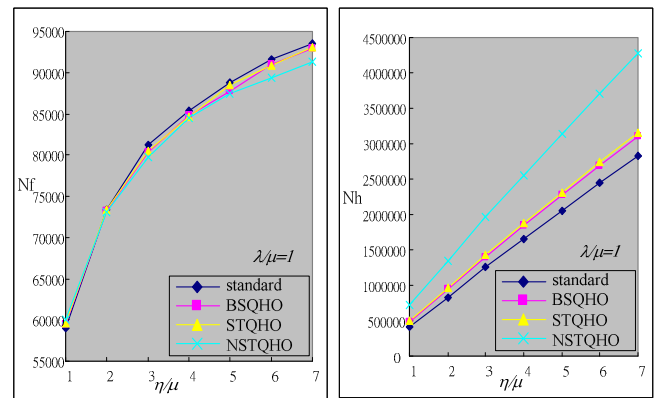 95000
90000
85000
80000
Nf
75000
70000
65000
60000
55000
λ/μ=1
standard
BSQHO
STQHO
NSTQHO
1 2 3 4 5 6 7
η/μ
4500000
4000000
3500000
3000000
2500000
Nh
2000000
1500000
1000000
500000
0
λ/μ=1
standard
BSQHO
STQHO
NSTQHO
1 2 3 4 5 6 7
η/μ